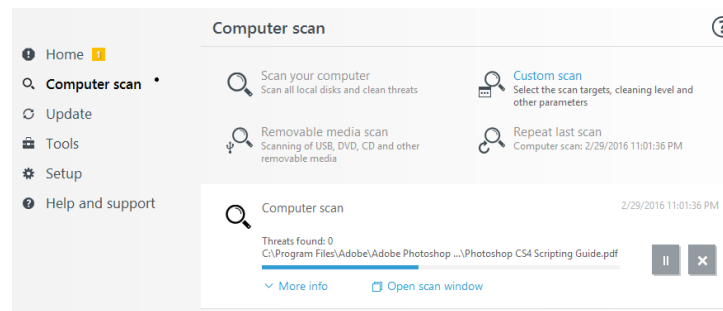 Computer scan
?
Home 1
Computer scan
Update
Tools
Setup
Help and support
Scan your computer
Scan all local disks and clean threats
Custom scan
Select the scan targets, cleaning level and
other parameters
Removable media scan
Scanning of USB, DVD, CD and other
removable media
Repeat last scan
Computer scan: 2/29/2016 11:01:36 PM
Computer scan
2/29/2016 11:01:36 PM
Threats found: 0
C:\Program Files\Adobe\Adobe Photoshop ...\Photoshop CS4 Scripting Guide.pdf
More info
Open scan window